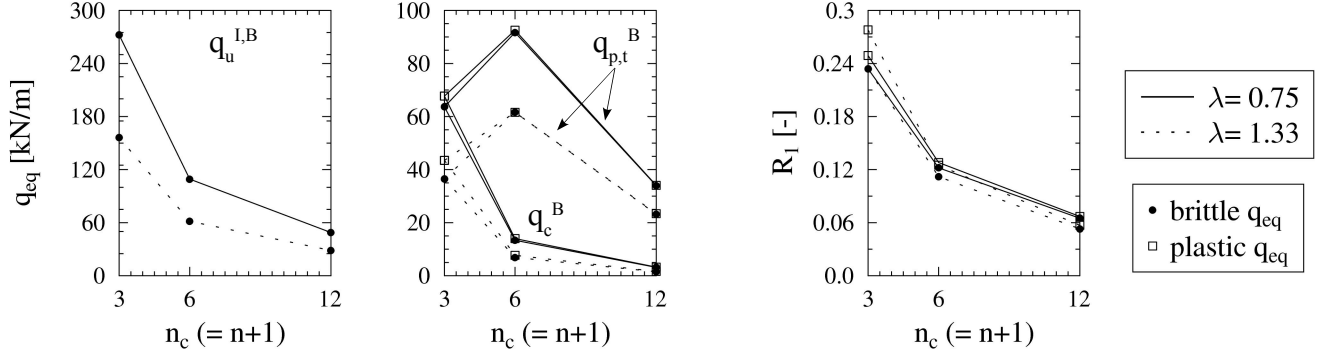 q_eq [kN/m]
300
240
180
120
60
0
q_u^I,B
3 6 12
n_c (= n+1)
100
80
60
40
20
0
q_p,t^B
q_c^B
3 6 12
n_c (= n+1)
R_1 [-]
0.3
0.24
0.18
0.12
0.06
0.0
3 6 12
n_c (= n+1)
λ= 0.75
λ= 1.33
brittle q_eq
plastic q_eq